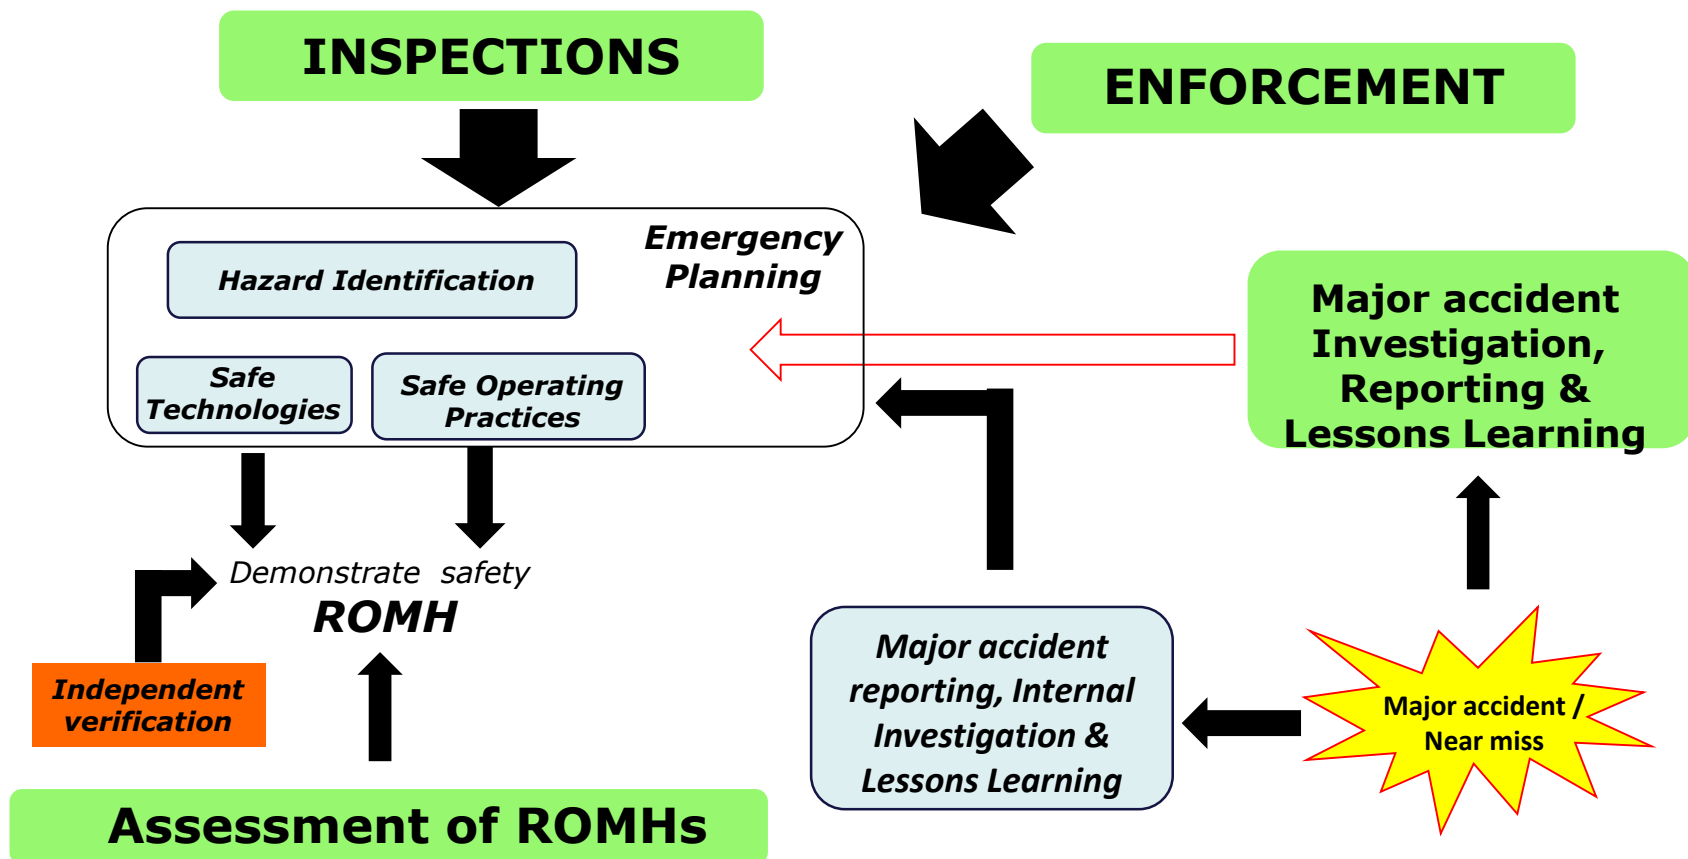 INSPECTIONS
ENFORCEMENT
Emergency
Planning
Hazard Identification
Safe
Technologies
Safe Operating
Practices
Major accident
Investigation,
Reporting &
Lessons Learning
Demonstrate safety
ROMH
Independent
verification
Major accident
reporting, Internal
Investigation &
Lessons Learning
Major accident /
Near miss
Assessment of ROMHs